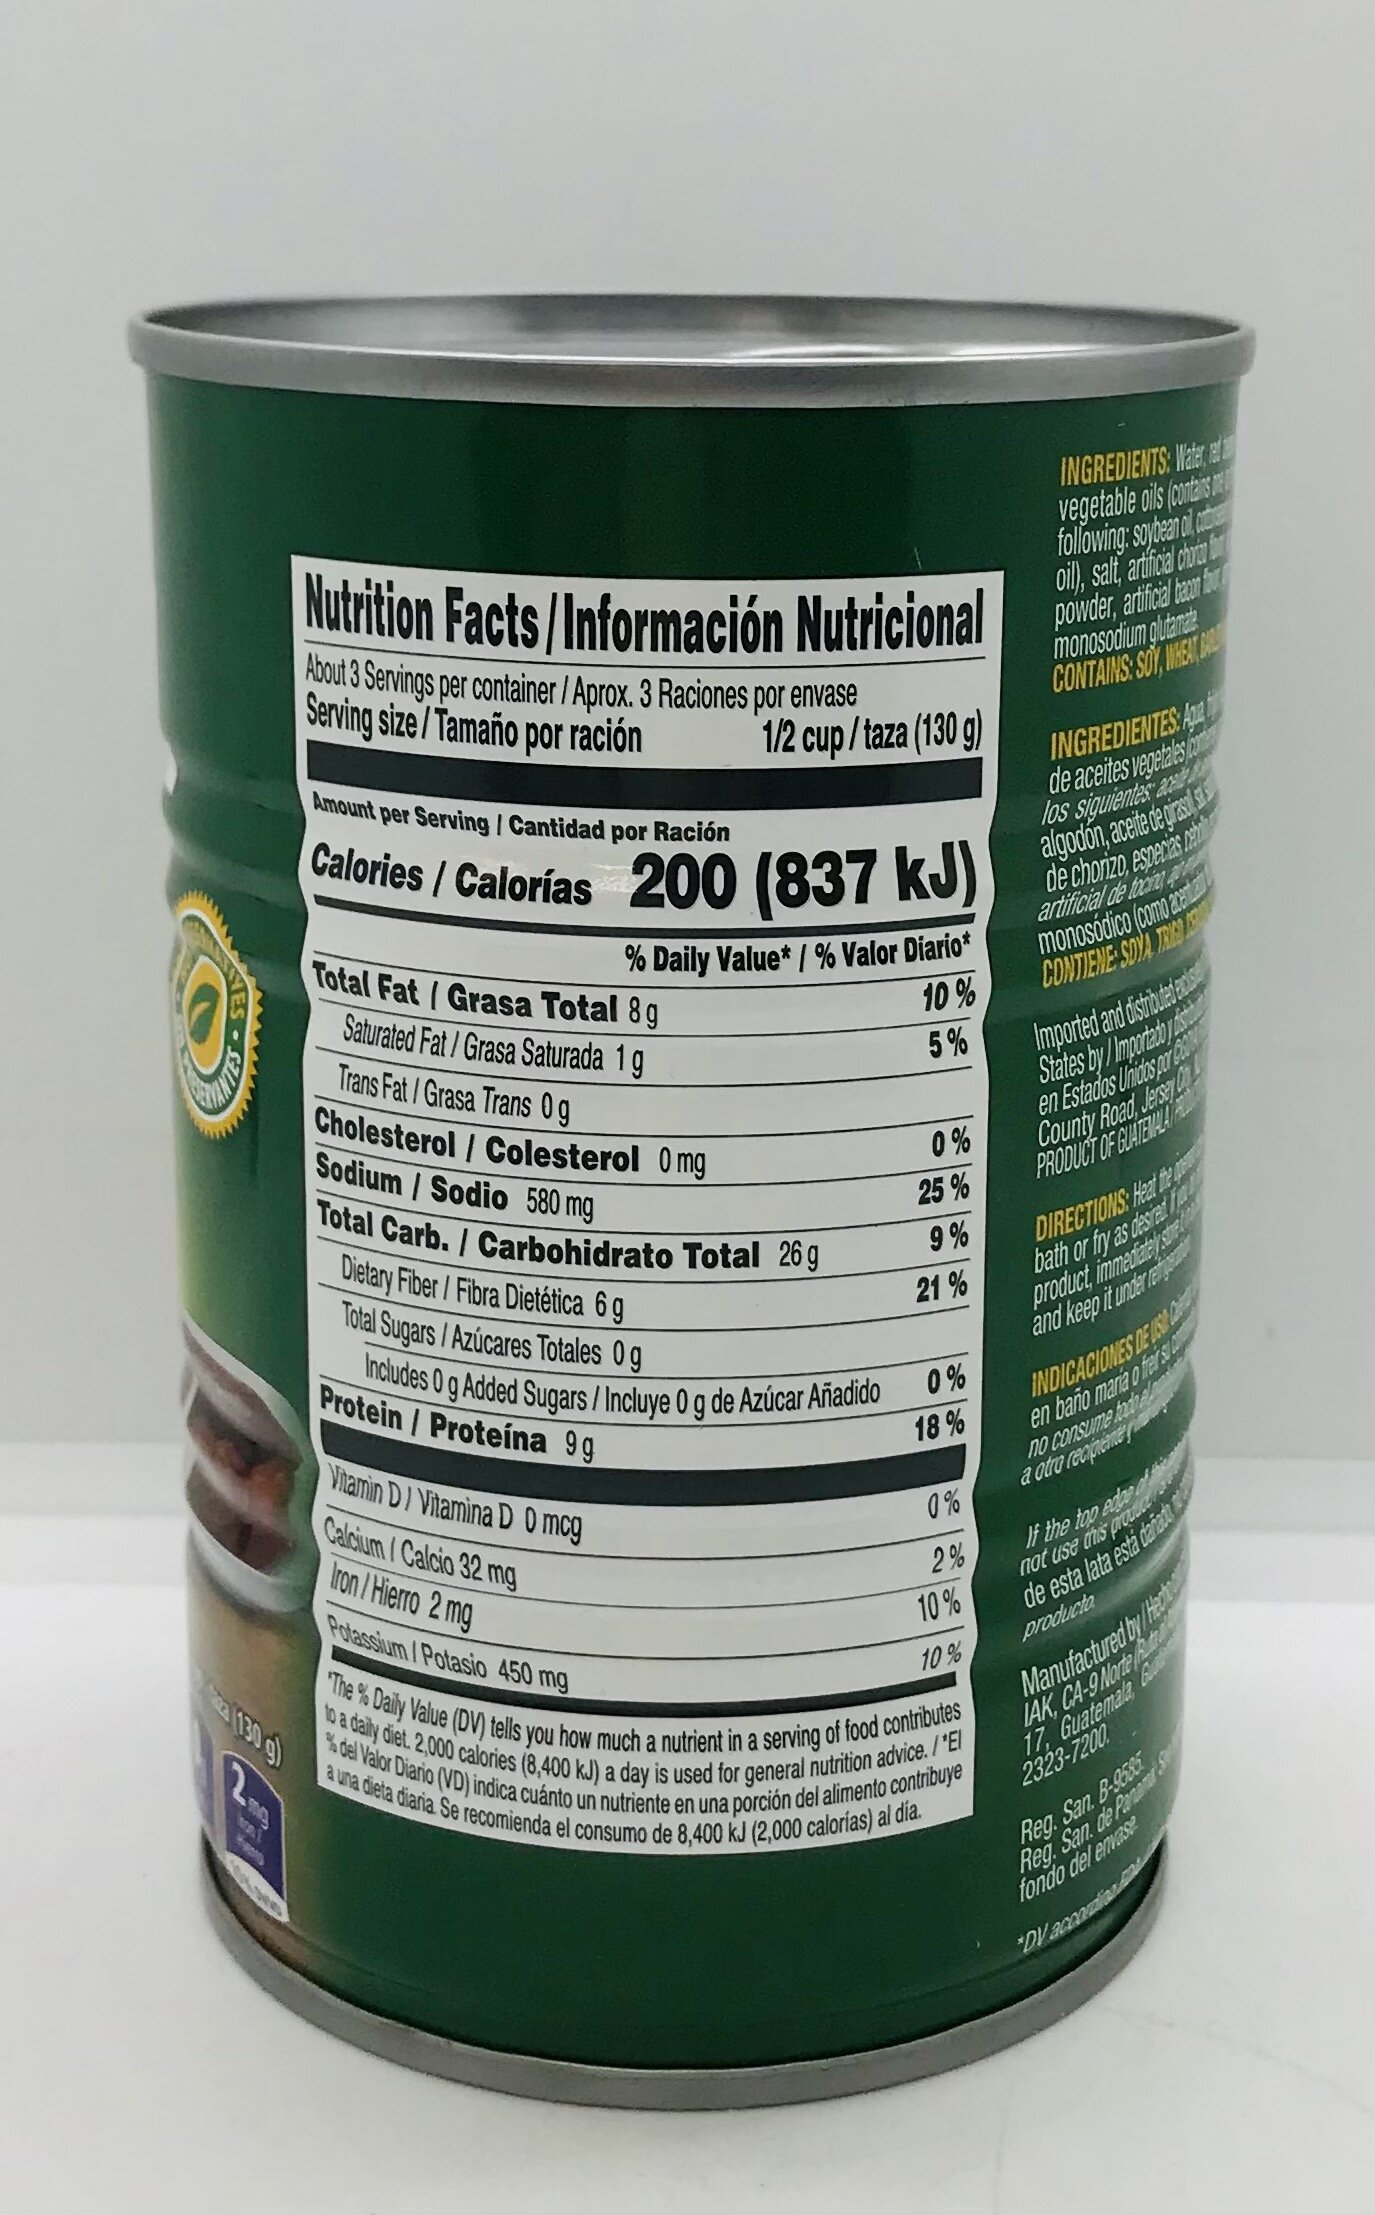 Nutrition Facts / Información Nutricional
About 3 Servings per container / Aprox. 3 Raciones por envase
Serving size / Tamaño por ración 1/2 cup / taza (130 g)
Amount per Serving / Cantidad por Ración
Calories / Calorías 200 (837 kJ)
% Daily Value* / % Valor Diario*
Total Fat / Grasa Total 8 g 10 %
Saturated Fat / Grasa Saturada 1 g 5 %
Trans Fat / Grasa Trans 0 g
Cholesterol / Colesterol 0 mg 0 %
Sodium / Sodio 580 mg 25 %
Total Carb. / Carbohidrato Total 26 g 9 %
Dietary Fiber / Fibra Dietética 6 g 21 %
Total Sugars / Azúcares Totales 0 g
Includes 0 g Added Sugars / Incluye 0 g de Azúcar Añadido 0 %
Protein / Proteína 9 g 18 %
Vitamin D / Vitamina D 0 mcg 0 %
Calcium / Calcio 32 mg 2 %
Iron / Hierro 2 mg 10 %
Potassium / Potasio 450 mg 10 %
*The % Daily Value (DV) tells you how much a nutrient in a serving of food contributes
to a daily diet. 2,000 calories (8,400 kJ) a day is used for general nutrition advice. / *El
% del Valor Diario (VD) indica cuánto un nutriente en una porción del alimento contribuye
a una dieta diaria. Se recomienda el consumo de 8,400 kJ (2,000 calorías) al día.
INGREDIENTS: Water, red
vegetable oils (contains
following: soybean oil,
oil), salt, artificial chorizo
powder, artificial bacon flavor,
monosodium glutamate.
CONTAINS: SOY, WHEAT,
INGREDIENTES: Agua,
de aceites vegetales
los siguientes: aceite
algodón, aceite de girasol,
de chorizo, especias,
artificial de tocino,
monosódico (como
CONTIENE: SOYA, TRIGO,
Imported and distributed
States by / Importado y
en Estados Unidos por
County Road, Jersey
PRODUCT OF GUATEMALA /
DIRECTIONS: Heat the
bath or fry as desired. If you
product, immediately
and keep it under
INDICACIONES DE USO:
en baño maría o freír
no consume todo el
a otro recipiente y
If the top edge of
not use this product
de esta lata está
producto.
Manufactured by /
IAK, CA-9 Norte
17, Guatemala,
2323-7200.
Reg. San. B-9585.
Reg. San. de Panamá
fondo del envase.
*DV according
(130 g)
2 mg